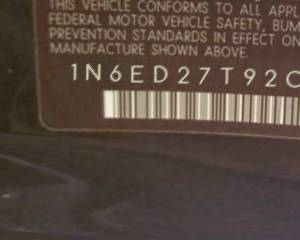 THIS VEHICLE CONFORMS TO ALL APPL
FEDERAL MOTOR VEHICLE SAFETY, BUM
PREVENTION STANDARDS IN EFFECT ON
MANUFACTURE SHOWN ABOVE.
1N6ED27T92C